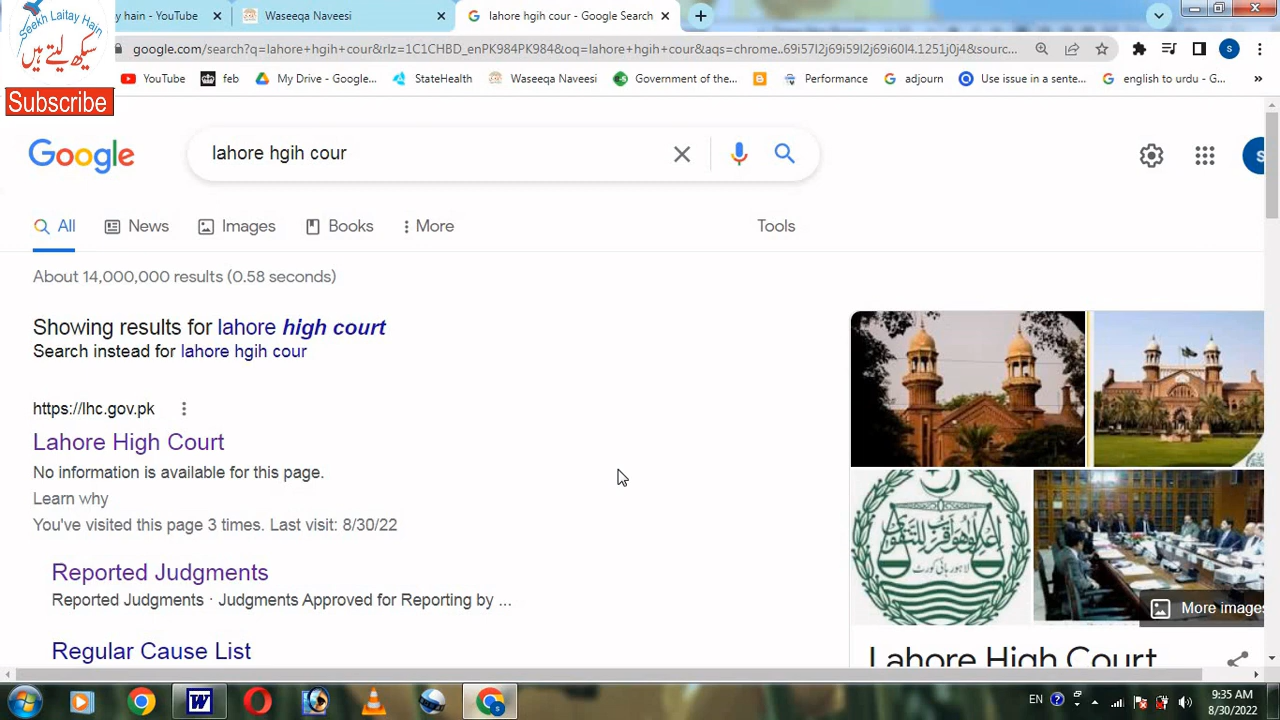 Seekh Laitay Hain
سیکھ لیتے ہیں
Subscribe
tay hain - YouTube
Waseeqa Naveesi
lahore hgih cour - Google Search
google.com/search?q=lahore+hgih+cour&rlz=1C1CHBD_enPK984PK984&oq=lahore+hgih+cour&aqs=chrome..69i57l2j69i59l2j69i60l4.1251j0j4&sourc...
YouTube
feb
My Drive - Google...
StateHealth
Waseeqa Naveesi
Government of the...
Performance
adjourn
Use issue in a sente...
english to urdu - G...
Google
lahore hgih cour
S
All
News
Images
Books
More
Tools
About 14,000,000 results (0.58 seconds)
Showing results for lahore high court
Search instead for lahore hgih cour
https://lhc.gov.pk
Lahore High Court
No information is available for this page.
Learn why
You've visited this page 3 times. Last visit: 8/30/22
Reported Judgments
Reported Judgments · Judgments Approved for Reporting by ...
Regular Cause List
لاہور ہائی کورٹ
More images
Lahore High Court
EN
9:35 AM
8/30/2022